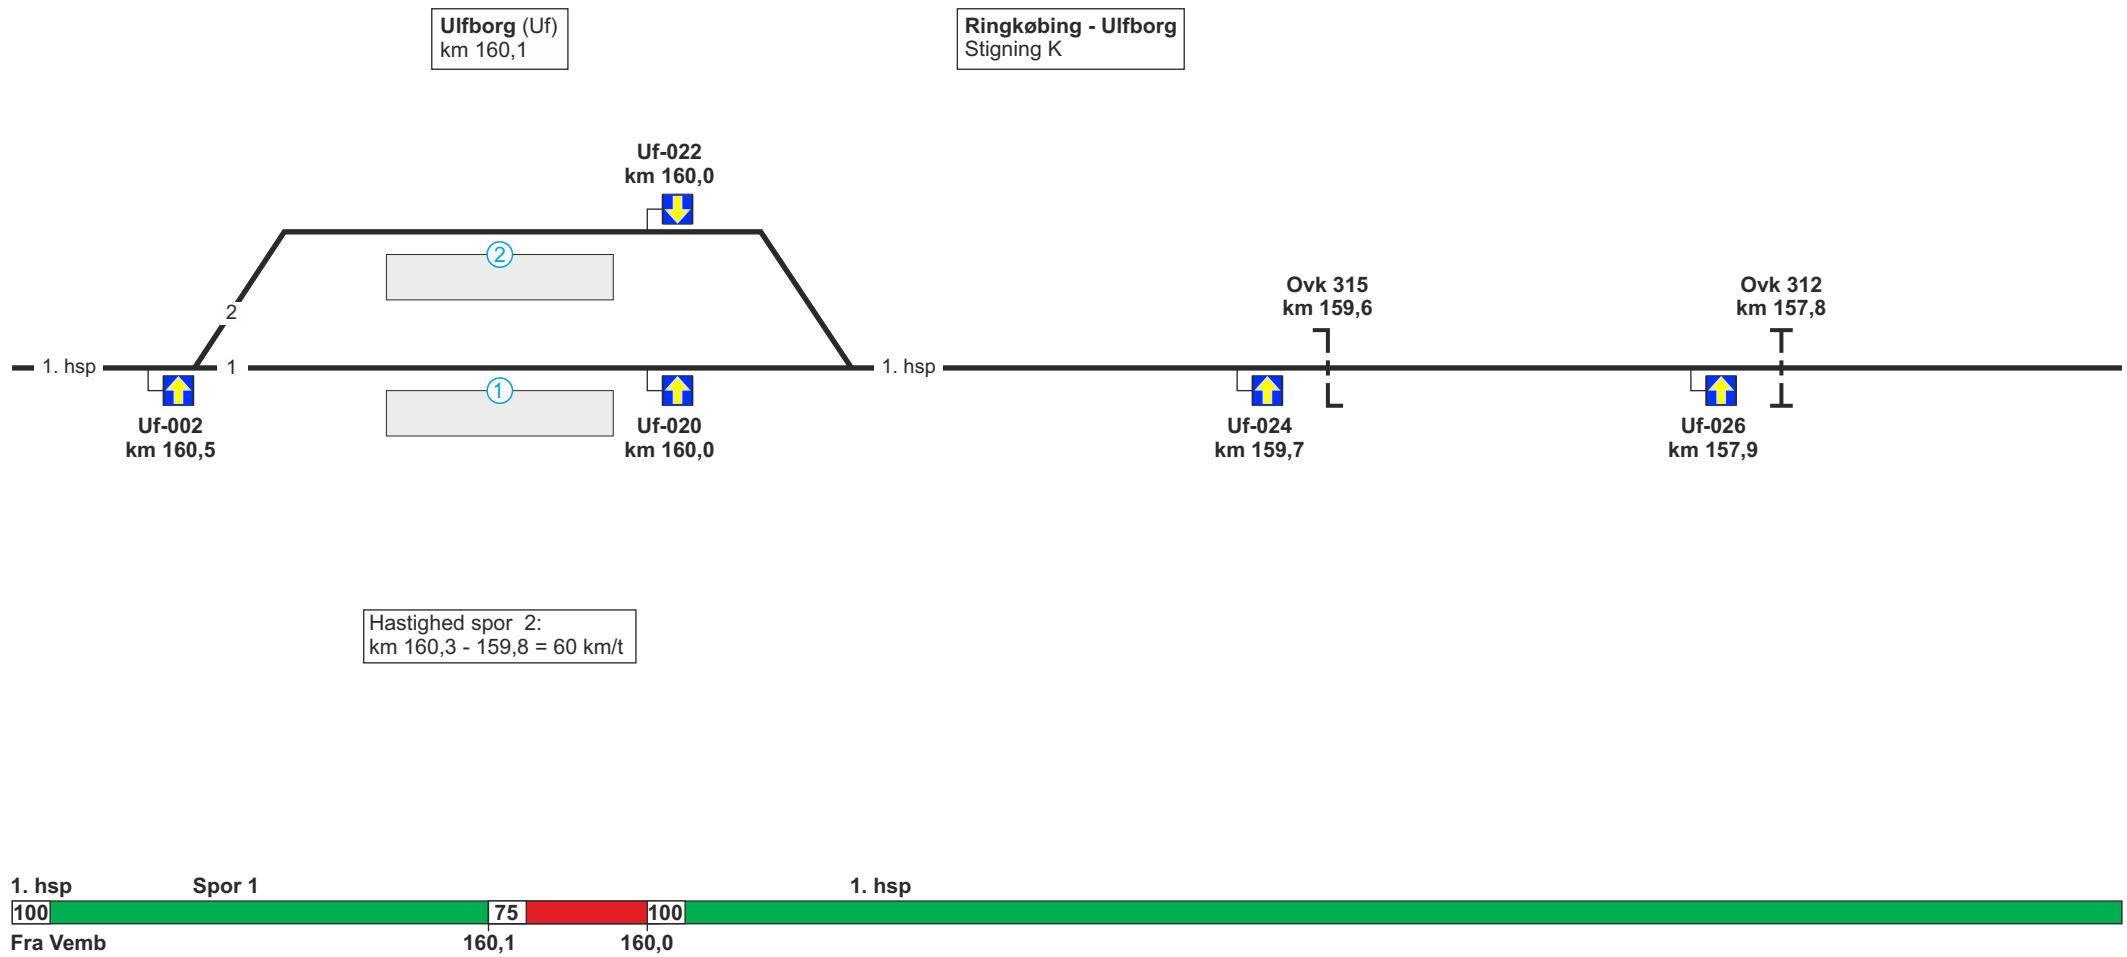 Ulfborg (Uf)
km 160,1
Ringkøbing - Ulfborg
Stigning K
Uf-022
km 160,0
2
2
Ovk 315
km 159,6
Ovk 312
km 157,8
1. hsp
1
1. hsp
1
Uf-002
km 160,5
Uf-020
km 160,0
Uf-024
km 159,7
Uf-026
km 157,9
Hastighed spor 2:
km 160,3 - 159,8 = 60 km/t
1. hsp
Spor 1
1. hsp
100
75
100
Fra Vemb
160,1
160,0